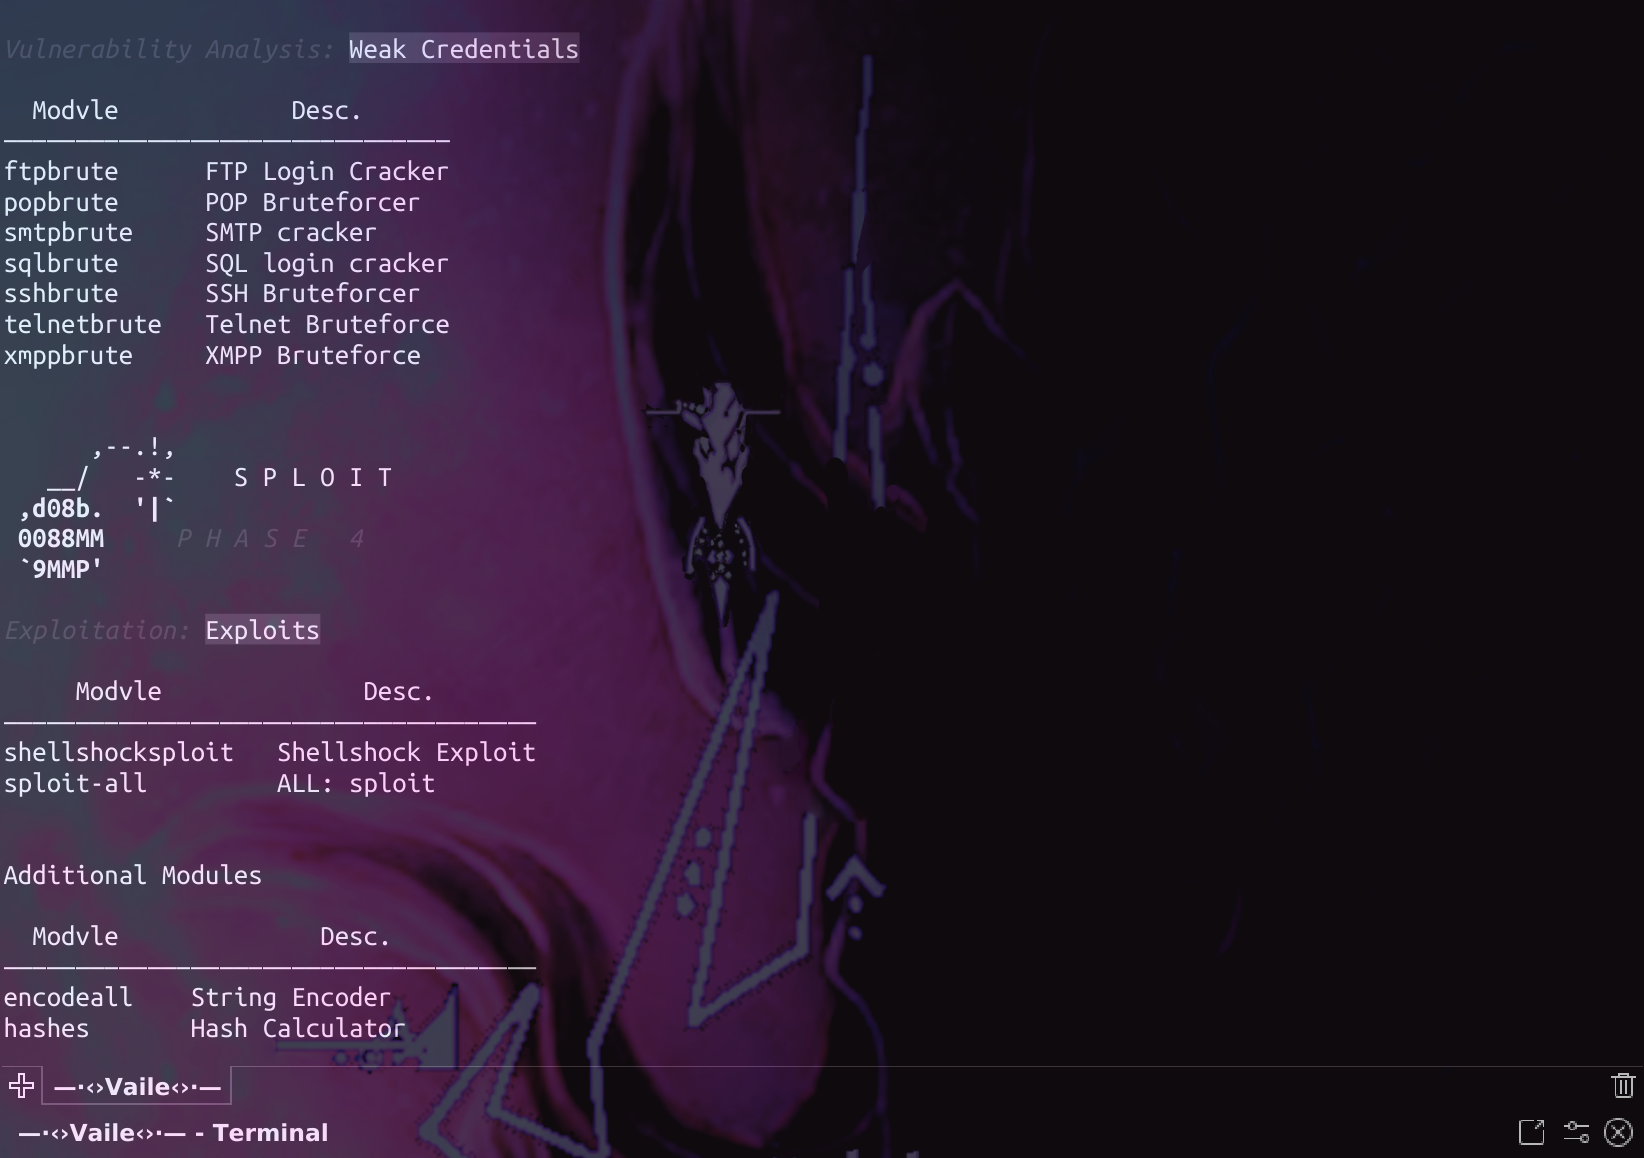 Vulnerability Analysis: Weak Credentials
Modvle Desc.
ftpbrute FTP Login Cracker
popbrute POP Bruteforcer
smtpbrute SMTP cracker
sqlbrute SQL login cracker
sshbrute SSH Bruteforcer
telnetbrute Telnet Bruteforce
xmppbrute XMPP Bruteforce
,--.!,
__/ -*- S P L O I T
,d08b. '|`
0088MM P H A S E 4
`9MMP'
Exploitation: Exploits
Modvle Desc.
shellshocksploit Shellshock Exploit
sploit-all ALL: sploit
Additional Modules
Modvle Desc.
encodeall String Encoder
hashes Hash Calculator
—·‹›Vaile‹›·—
—·‹›Vaile‹›·— - Terminal